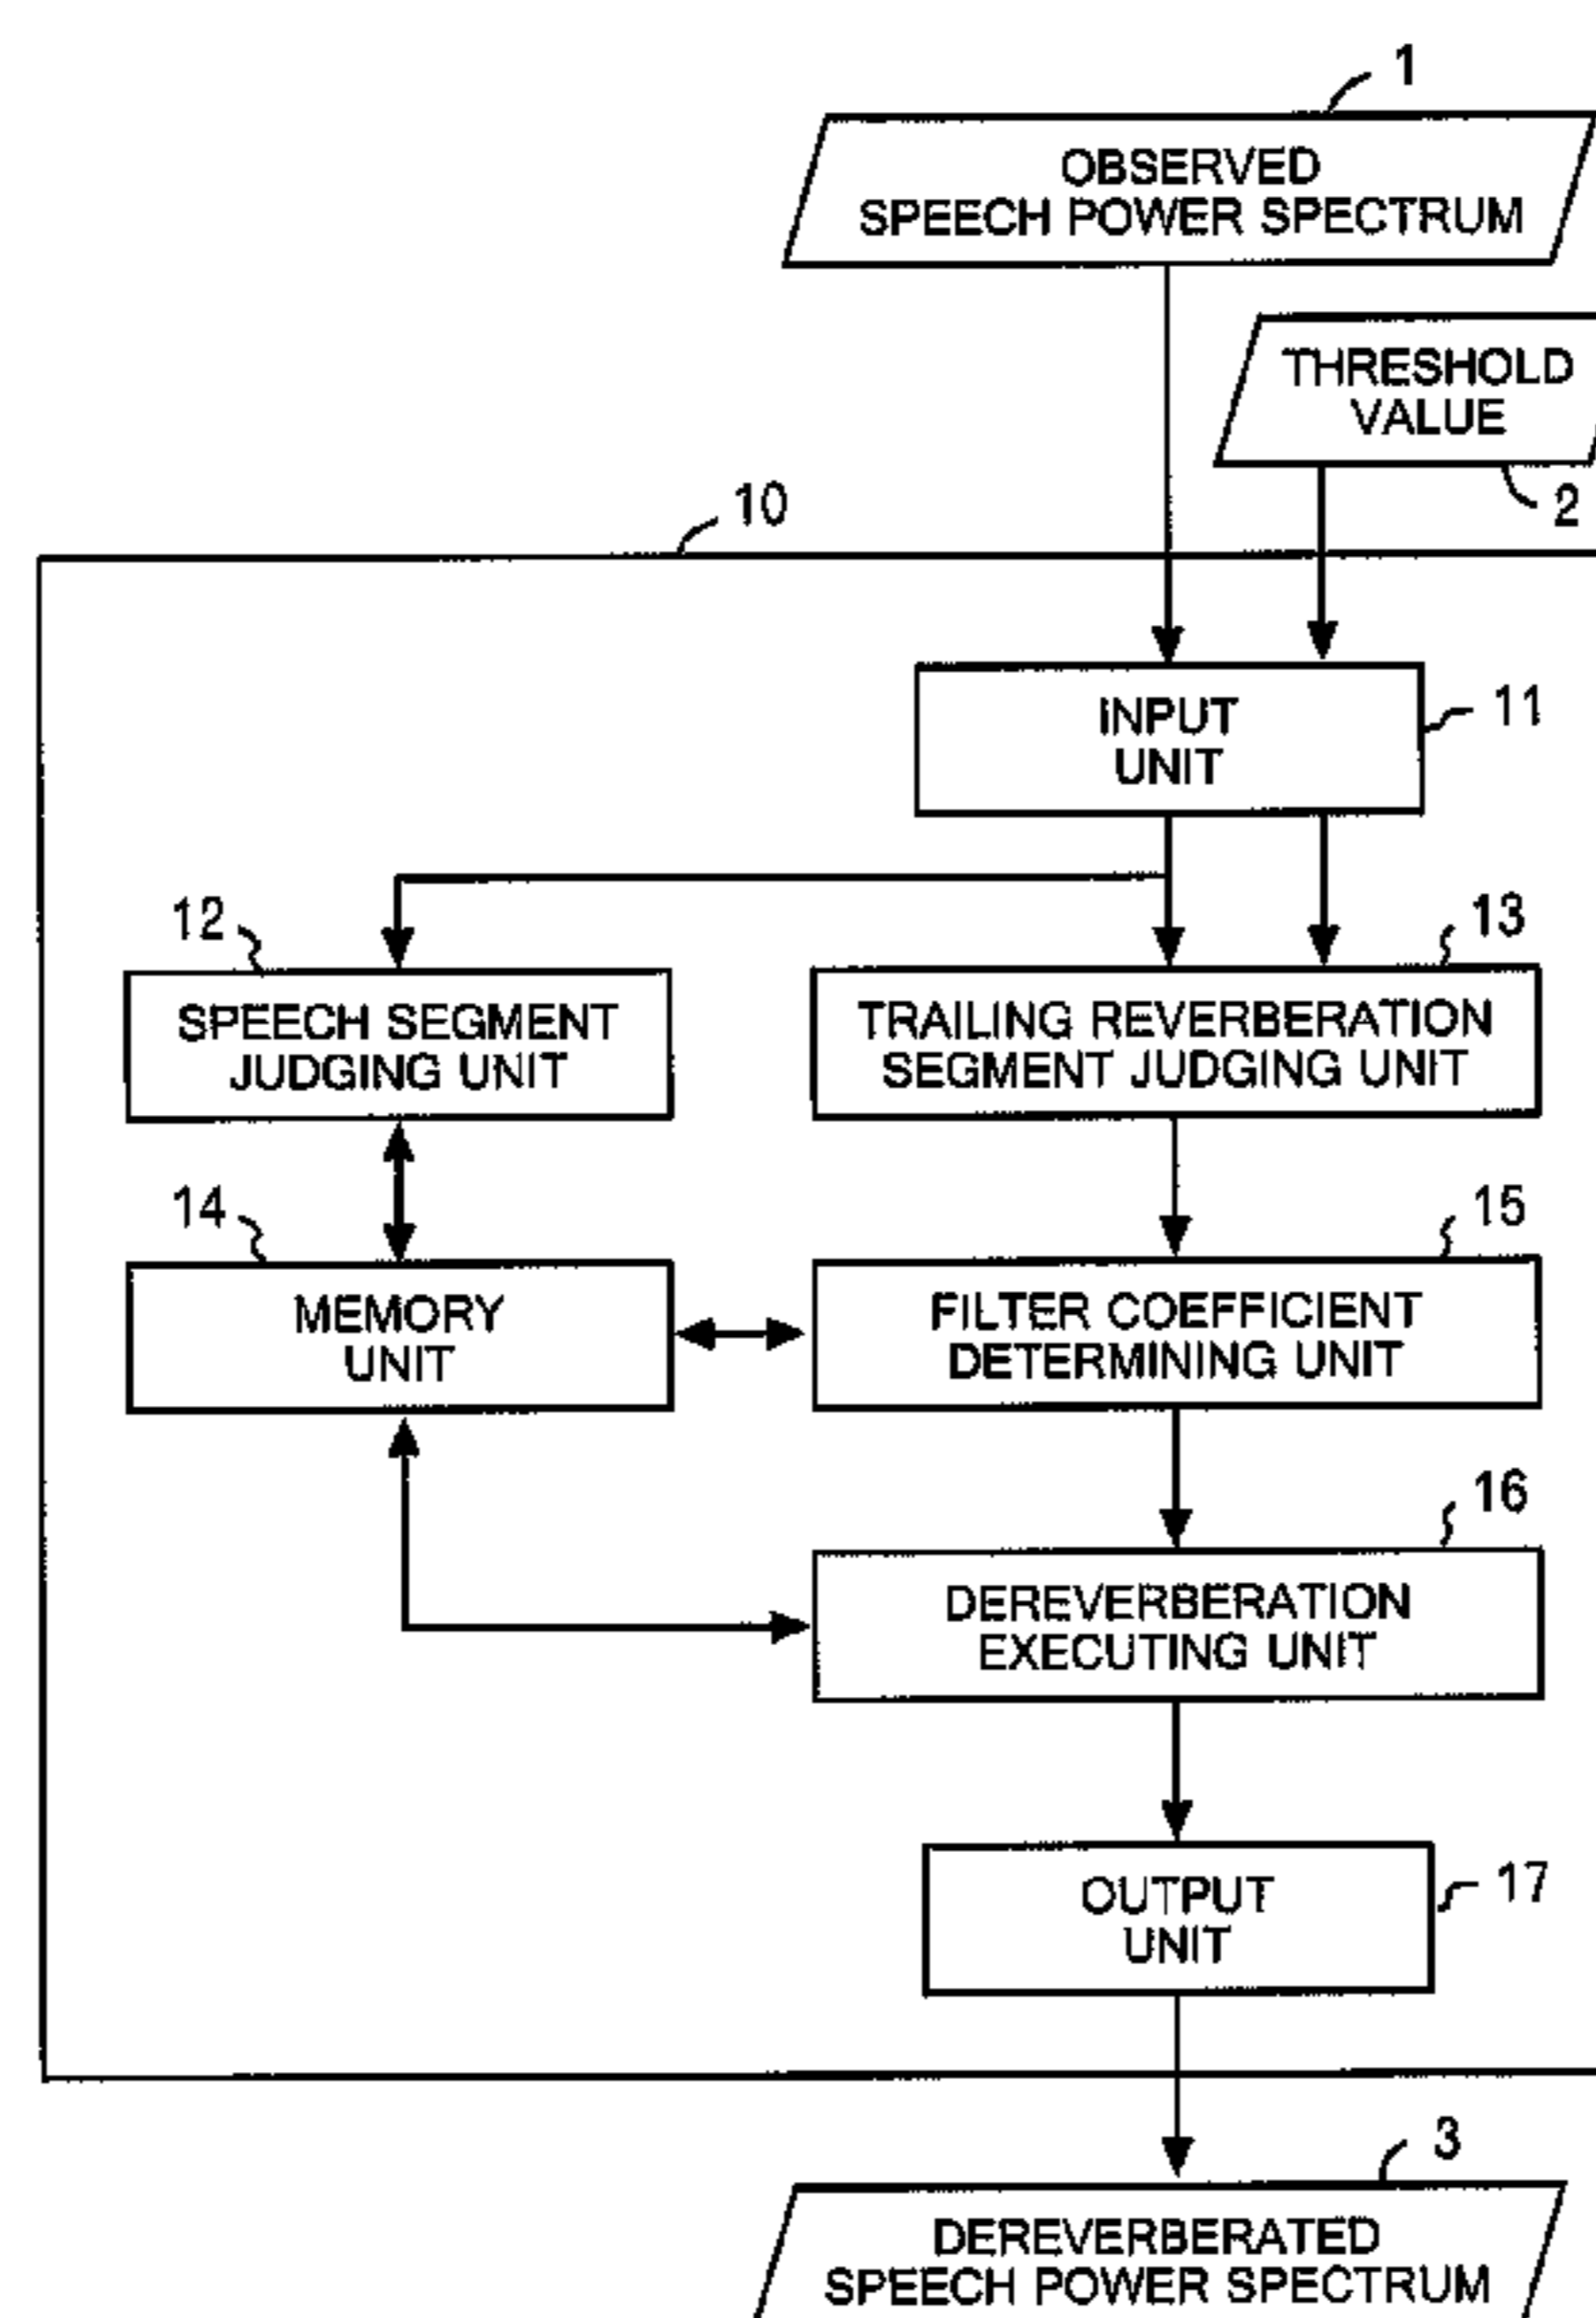 1
OBSERVED
SPEECH POWER SPECTRUM
THRESHOLD
VALUE
2
10
INPUT
UNIT
11
12
13
SPEECH SEGMENT
JUDGING UNIT
TRAILING REVERBERATION
SEGMENT JUDGING UNIT
14
15
MEMORY
UNIT
FILTER COEFFICIENT
DETERMINING UNIT
16
DEREVERBERATION
EXECUTING UNIT
OUTPUT
UNIT
17
3
DEREVERBERATED
SPEECH POWER SPECTRUM